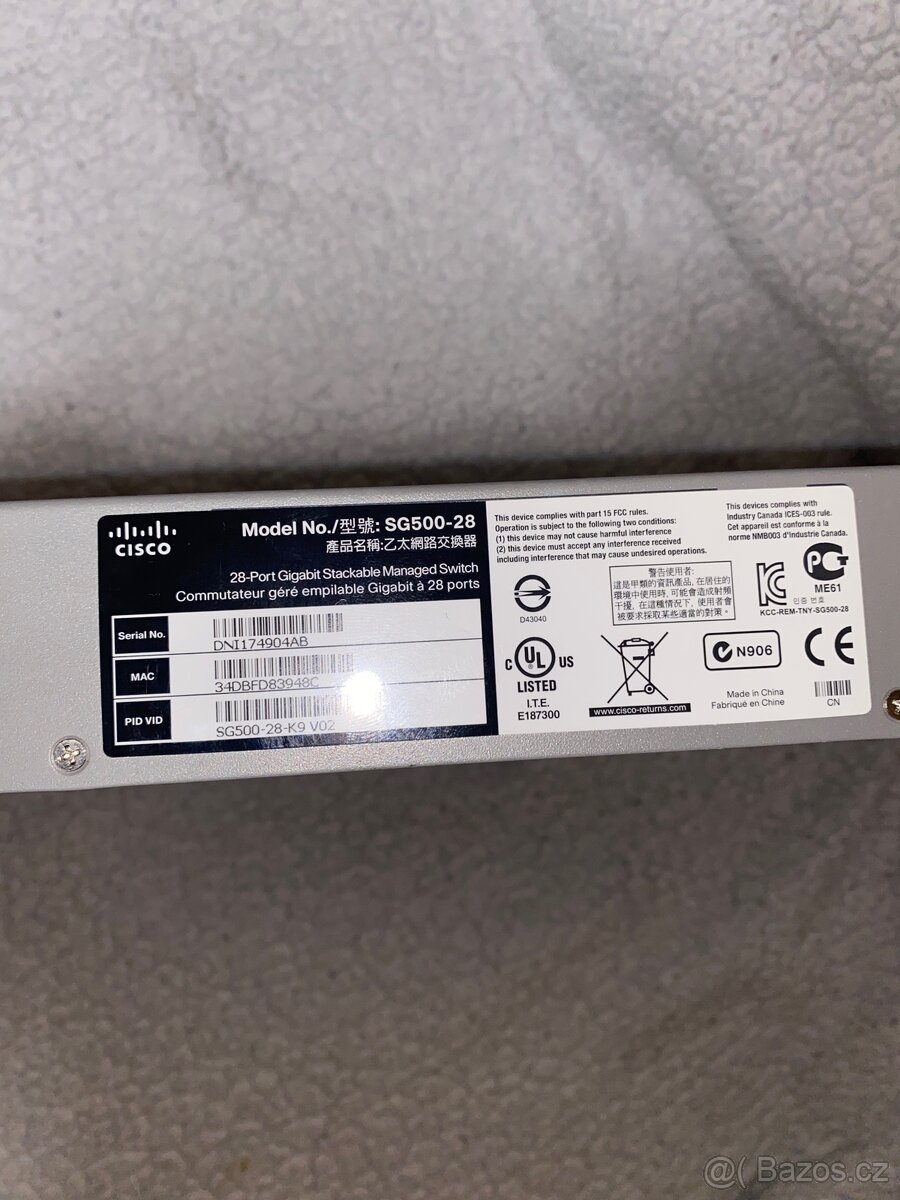 CISCO
Model No./型號: SG500-28
產品名稱:乙太網路交換器
28-Port Gigabit Stackable Managed Switch
Commutateur géré empilable Gigabit à 28 ports
Serial No.
DNI174904AB
MAC
34DBFD83948C
PID VID
SG500-28-K9 V02
This device complies with part 15 FCC rules.
Operation is subject to the following two conditions:
(1) this device may not cause harmful interference
(2) this device must accept any interference received
including interference that may cause undesired operations.
This devices complies with
Industry Canada ICES-003 rule.
Cet appareil est conforme à la
norme NMB003 d'Industrie Canada.
D43040
警告使用者:
這是甲類的資訊產品, 在居住的
環境中使用時, 可能會造成射頻
干擾, 在這種情況下, 使用者會
被要求採取某些適當的對策。
ME61
인증 번호
KCC-REM-TNY-SG500-28
C UL US
LISTED
I.T.E.
E187300
www.cisco-returns.com
N906
CE
Made in China
Fabriqué en Chine
CN
@( Bazos.cz